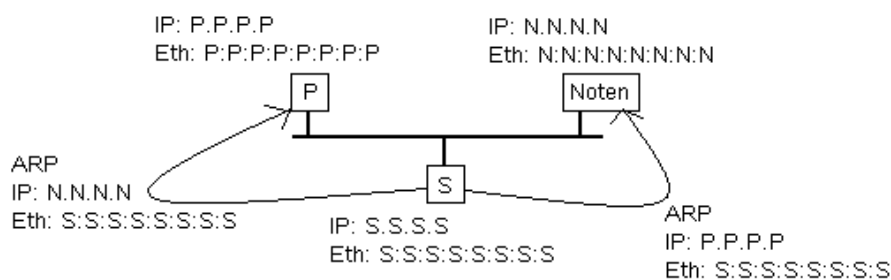 IP: P.P.P.P
Eth: P:P:P:P:P:P:P:P
IP: N.N.N.N
Eth: N:N:N:N:N:N:N:N
P
Noten
S
ARP
IP: N.N.N.N
Eth: S:S:S:S:S:S:S:S
IP: S.S.S.S
Eth: S:S:S:S:S:S:S:S
ARP
IP: P.P.P.P
Eth: S:S:S:S:S:S:S:S